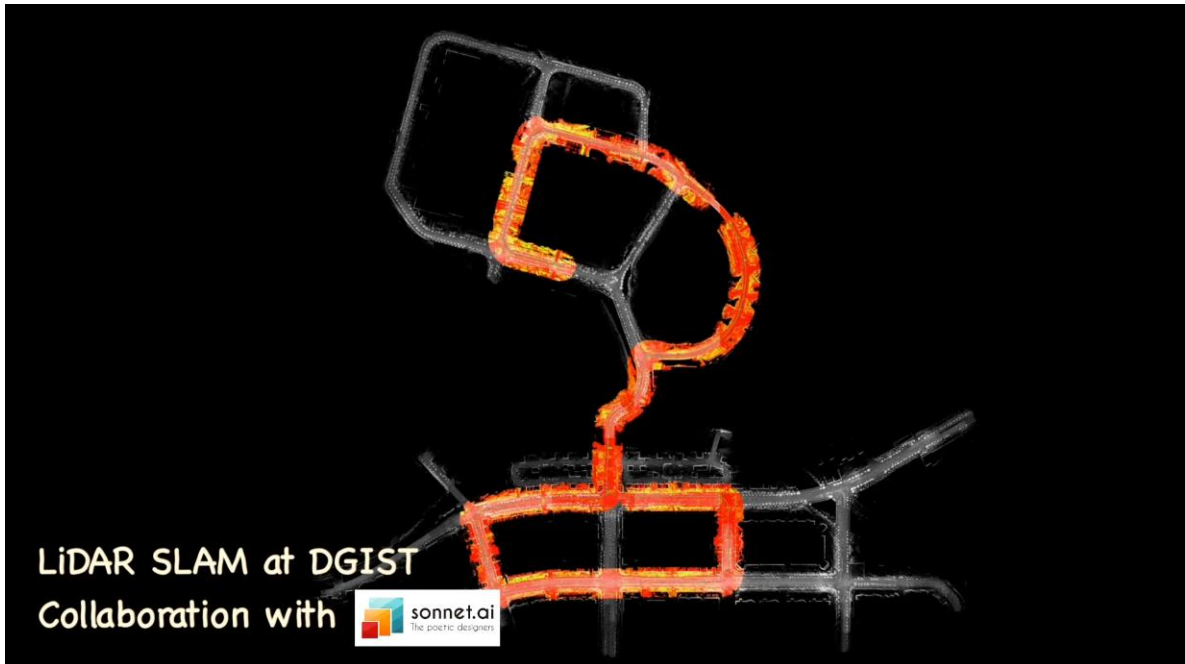 LiDAR SLAM at DGIST
Collaboration with
sonnet.ai
The poetic designers